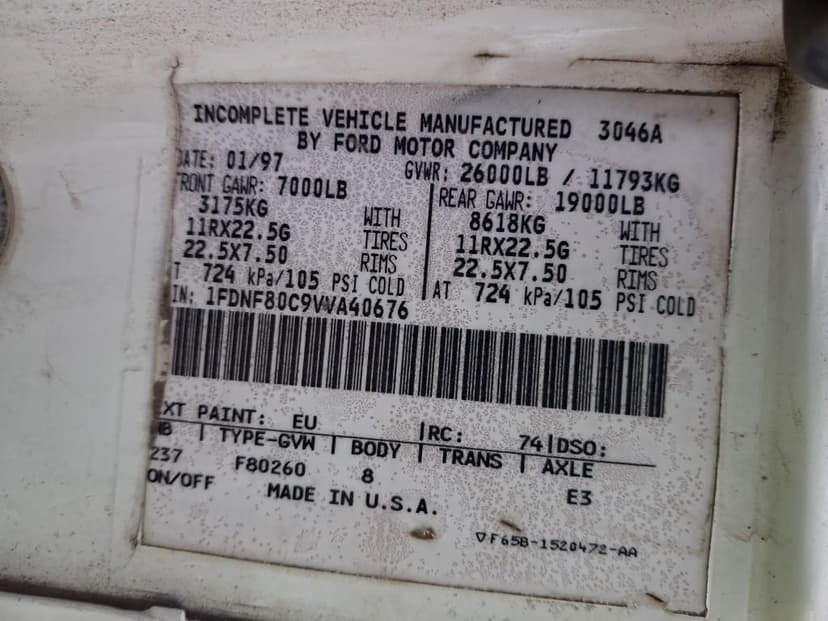 INCOMPLETE VEHICLE MANUFACTURED 3046A
BY FORD MOTOR COMPANY
DATE: 01/97 GVWR: 26000LB / 11793KG
FRONT GAWR: 7000LB REAR GAWR: 19000LB
3175KG WITH 8618KG WITH
11RX22.5G TIRES 11RX22.5G TIRES
22.5X7.50 RIMS 22.5X7.50 RIMS
T 724 kPa/105 PSI COLD AT 724 kPa/105 PSI COLD
IN: 1FDNF80C9VVA40676
XT PAINT: EU RC: 74 DSO:
WB | TYPE-GVW | BODY | TRANS | AXLE
237 F80260 8 E3
ON/OFF MADE IN U.S.A.
F65B-1520472-AA